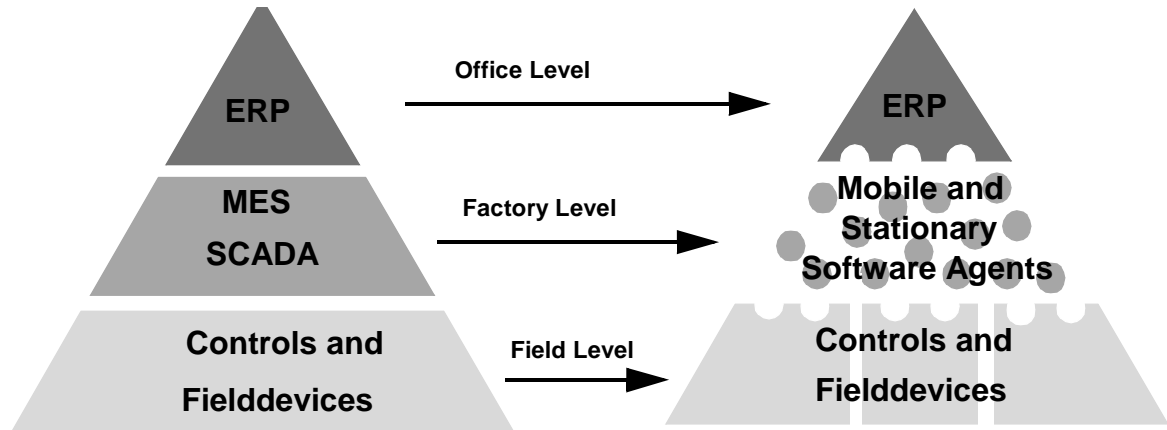 ERP
Office Level
ERP
MES
SCADA
Factory Level
Mobile and
Stationary
Software Agents
Controls and
Fielddevices
Field Level
Controls and
Fielddevices